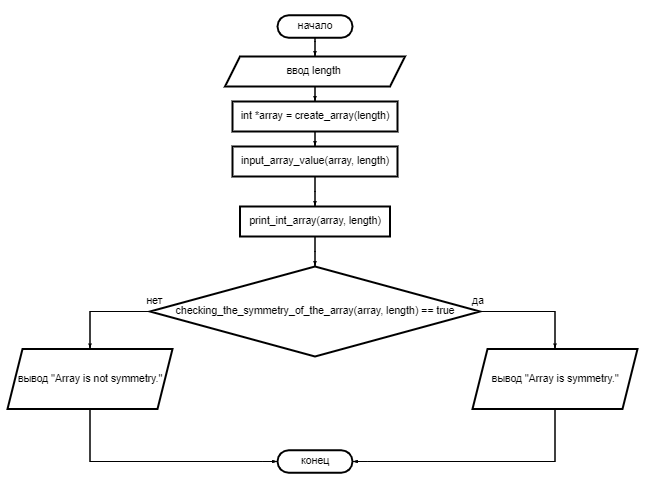 начало
ввод length
int *array = create_array(length)
input_array_value(array, length)
print_int_array(array, length)
нет
да
checking_the_symmetry_of_the_array(array, length) == true
вывод "Array is not symmetry."
вывод "Array is symmetry."
конец